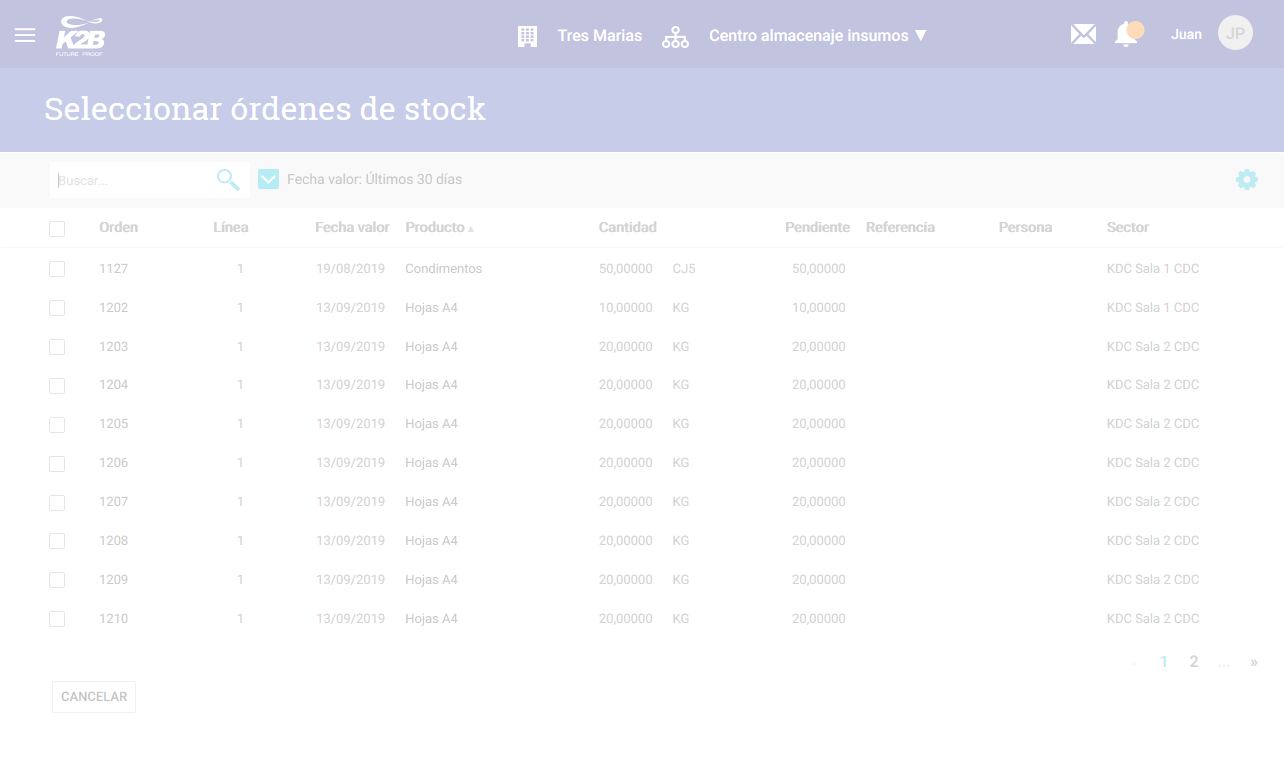 K2B
FUTURE PROOF
Tres Marias
Centro almacenaje insumos ▼
Juan
JP
Seleccionar órdenes de stock
Buscar...
Fecha valor: Últimos 30 días
Orden Línea Fecha valor Producto ▲ Cantidad Pendiente Referencia Persona Sector
1127 1 19/08/2019 Condimentos 50,00000 CJ5 50,00000 KDC Sala 1 CDC
1202 1 13/09/2019 Hojas A4 10,00000 KG 10,00000 KDC Sala 1 CDC
1203 1 13/09/2019 Hojas A4 20,00000 KG 20,00000 KDC Sala 2 CDC
1204 1 13/09/2019 Hojas A4 20,00000 KG 20,00000 KDC Sala 2 CDC
1205 1 13/09/2019 Hojas A4 20,00000 KG 20,00000 KDC Sala 2 CDC
1206 1 13/09/2019 Hojas A4 20,00000 KG 20,00000 KDC Sala 2 CDC
1207 1 13/09/2019 Hojas A4 20,00000 KG 20,00000 KDC Sala 2 CDC
1208 1 13/09/2019 Hojas A4 20,00000 KG 20,00000 KDC Sala 2 CDC
1209 1 13/09/2019 Hojas A4 20,00000 KG 20,00000 KDC Sala 2 CDC
1210 1 13/09/2019 Hojas A4 20,00000 KG 20,00000 KDC Sala 2 CDC
« 1 2 ... »
CANCELAR